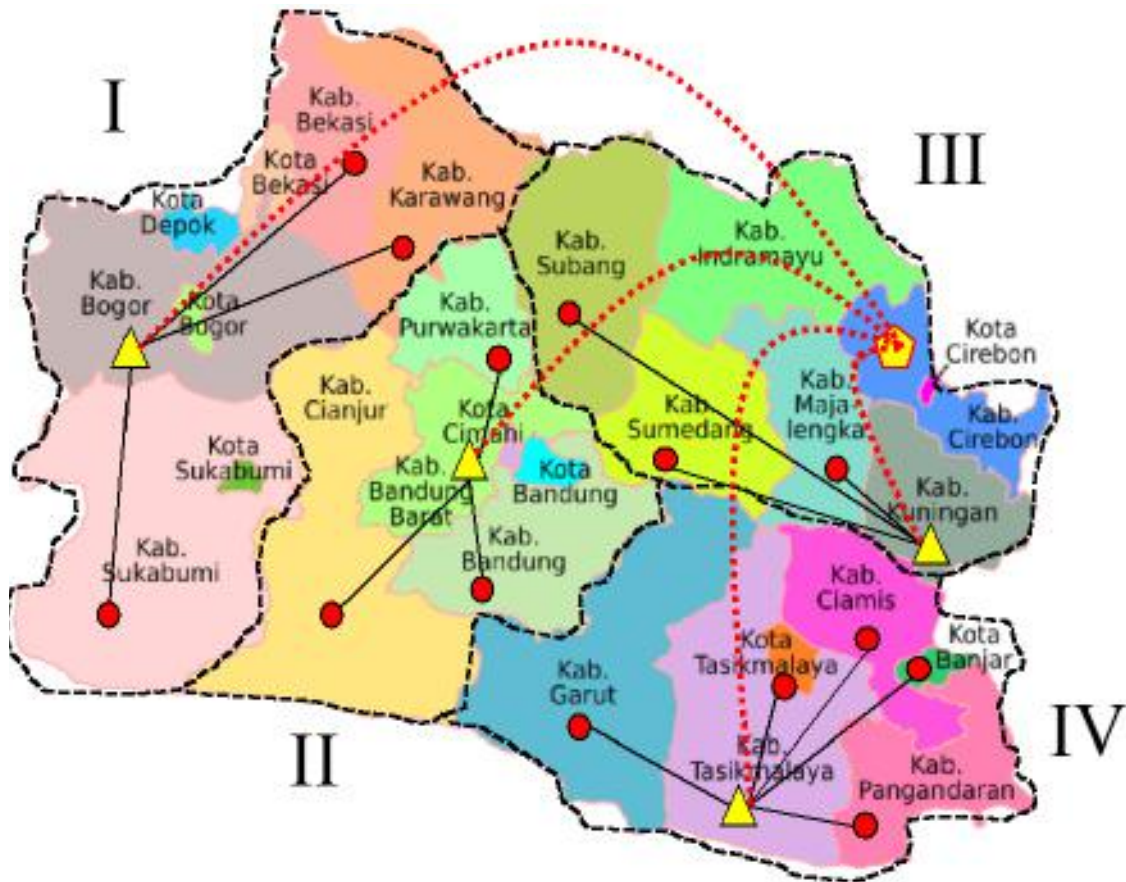 I
III
Kab.
Bekasi
Kota
Bekasi
Kab.
Karawang
Kota
Depok
Kab.
Bogor
Kota
Bogor
Kab.
Subang
Kab.
Indramayu
Kab.
Purwakarta
Kota
Cirebon
Kab.
Cianjur
Kota
Cimahi
Kab.
Sumedang
Kab.
Maja-
lengka
Kab.
Cirebon
Kota
Sukabumi
Kab.
Bandung
Barat
Kota
Bandung
Kab.
Kuningan
Kab.
Sukabumi
Kab.
Bandung
Kab.
Ciamis
Kota
Tasikmalaya
Kota
Banjar
Kab.
Garut
II
IV
Kab.
Tasikmalaya
Kab.
Pangandaran